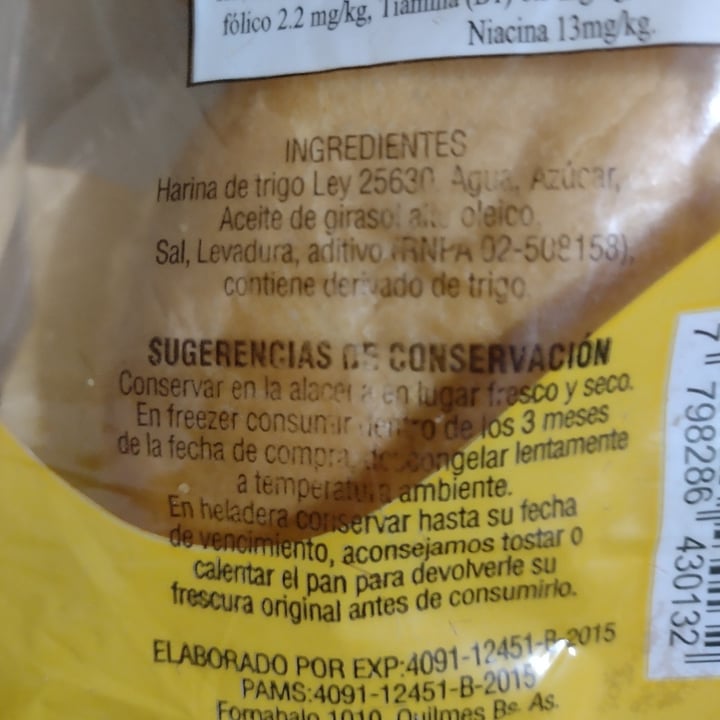 fólico 2.2 mg/kg, Tiamina
Niacina 13mg/kg.
INGREDIENTES
Harina de trigo Ley 25630 Agua, Azúcar,
Aceite de girasol alto oleico,
Sal, Levadura, aditivo (RNPA 02-508158),
contiene derivado de trigo
SUGERENCIAS DE CONSERVACIÓN
Conservar en la alacena en lugar fresco y seco.
En freezer consumir dentro de los 3 meses
de la fecha de compra, descongelar lentamente
a temperatura ambiente.
En heladera conservar hasta su fecha
de vencimiento, aconsejamos tostar o
calentar el pan para devolverle su
frescura original antes de consumirlo.
ELABORADO POR EXP:4091-12451-B-2015
PAMS:4091-12451-B-2015
1010 Quilmes Bs. As.
7 798286 430132